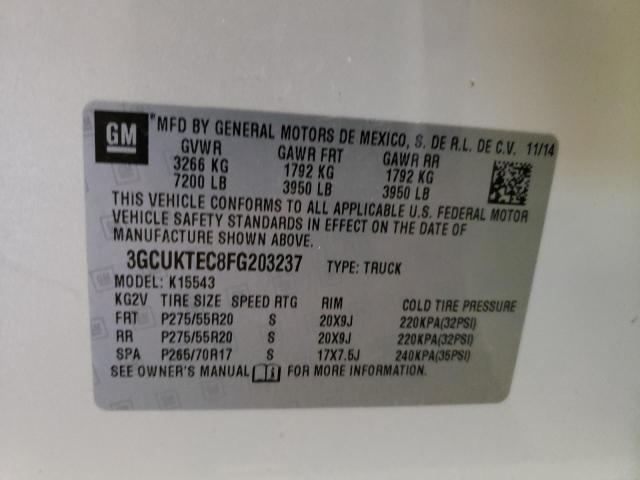 GM *MFD BY GENERAL MOTORS DE MEXICO, S. DE R.L. DE C.V. 11/14
GVWR GAWR FRT GAWR RR
3266 KG 1792 KG 1792 KG
7200 LB 3950 LB 3950 LB
THIS VEHICLE CONFORMS TO ALL APPLICABLE U.S. FEDERAL MOTOR
VEHICLE SAFETY STANDARDS IN EFFECT ON THE DATE OF
MANUFACTURE SHOWN ABOVE.
3GCUKTEC8FG203237 TYPE: TRUCK
MODEL: K15543
KG2V TIRE SIZE SPEED RTG RIM COLD TIRE PRESSURE
FRT P275/55R20 S 20X9J 220KPA(32PSI)
RR P275/55R20 S 20X9J 220KPA(32PSI)
SPA P265/70R17 S 17X7.5J 240KPA(35PSI)
SEE OWNER'S MANUAL FOR MORE INFORMATION.